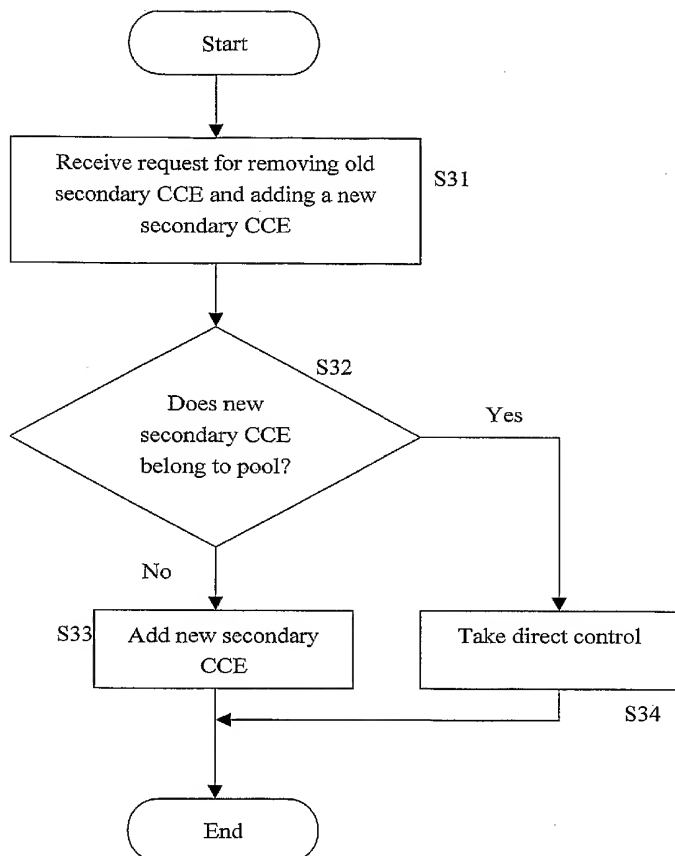 Start
Receive request for removing old
secondary CCE and adding a new
secondary CCE
S31
S32
Does new
secondary CCE
belong to pool?
Yes
No
S33
Add new secondary
CCE
Take direct control
S34
End